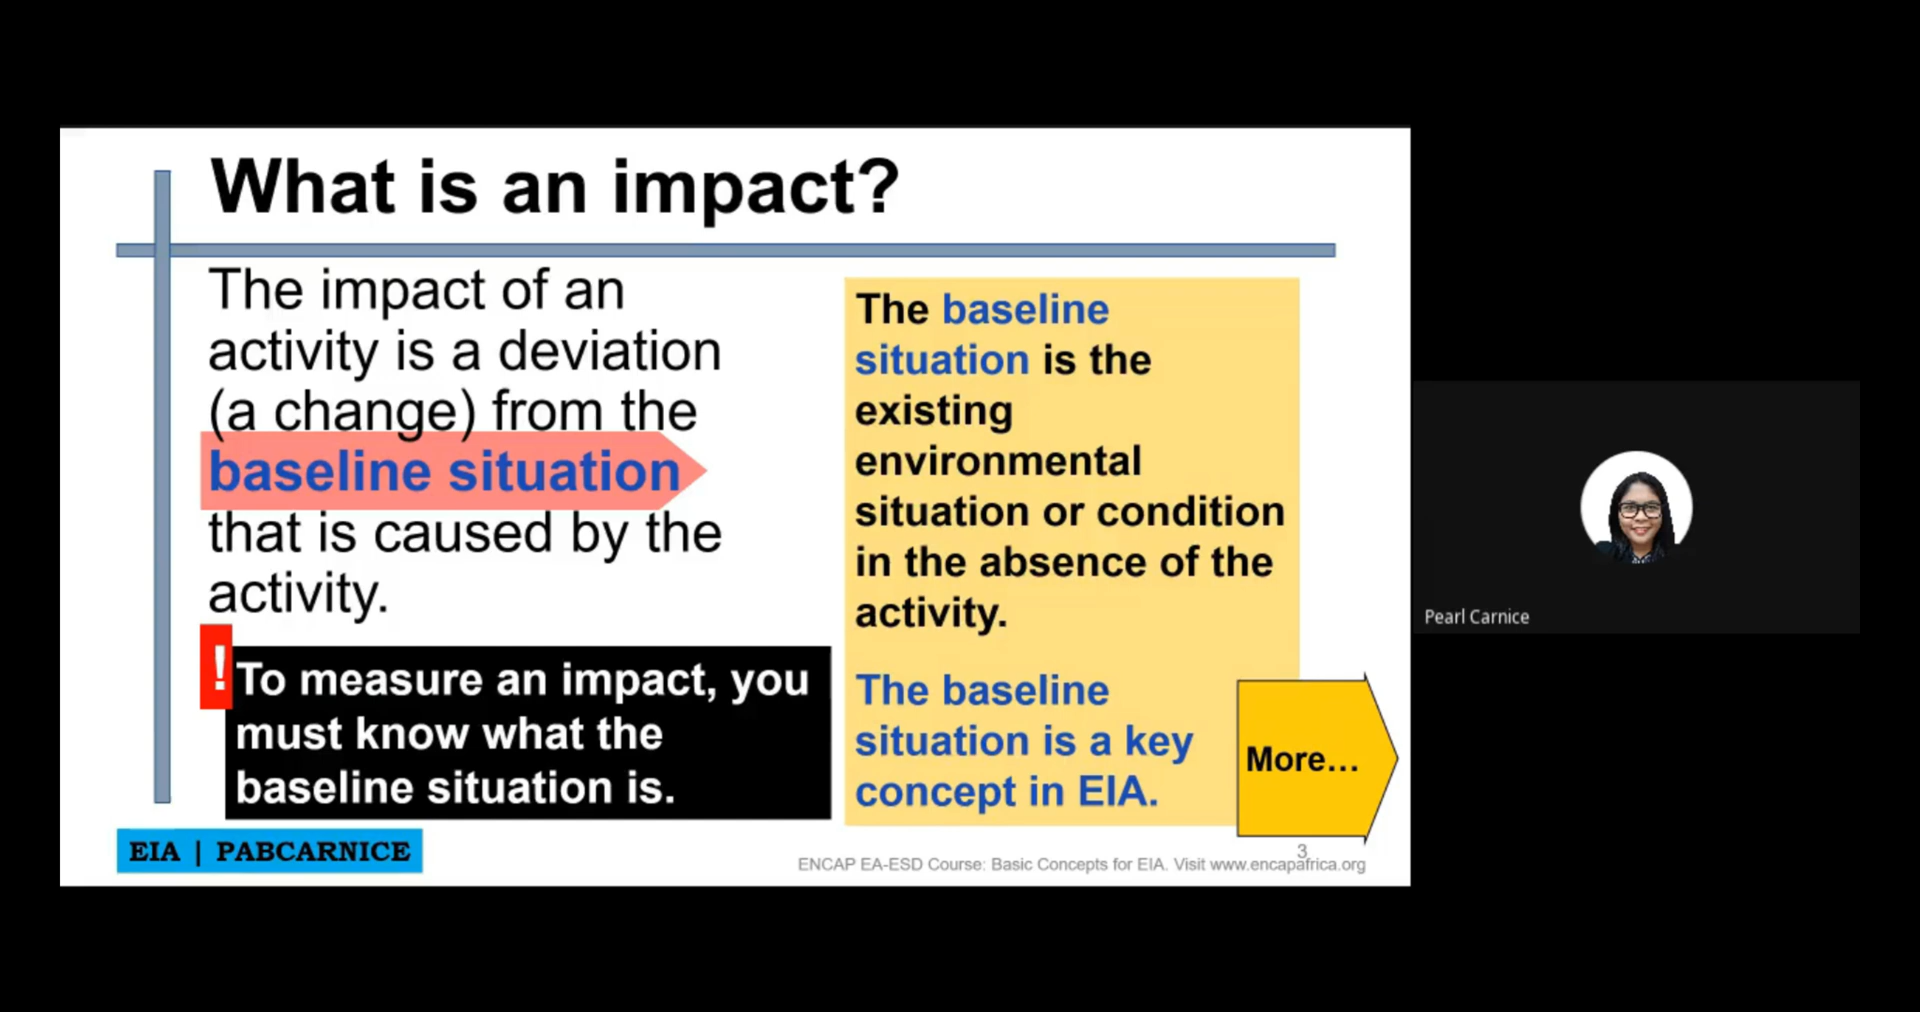 What is an impact?
The impact of an
activity is a deviation
(a change) from the
baseline situation
that is caused by the
activity.
!
To measure an impact, you
must know what the
baseline situation is.
The baseline
situation is the
existing
environmental
situation or condition
in the absence of the
activity.
The baseline
situation is a key
concept in EIA.
More...
EIA | PABCARNICE
3
ENCAP EA-ESD Course: Basic Concepts for EIA. Visit www.encapafrica.org
Pearl Carnice